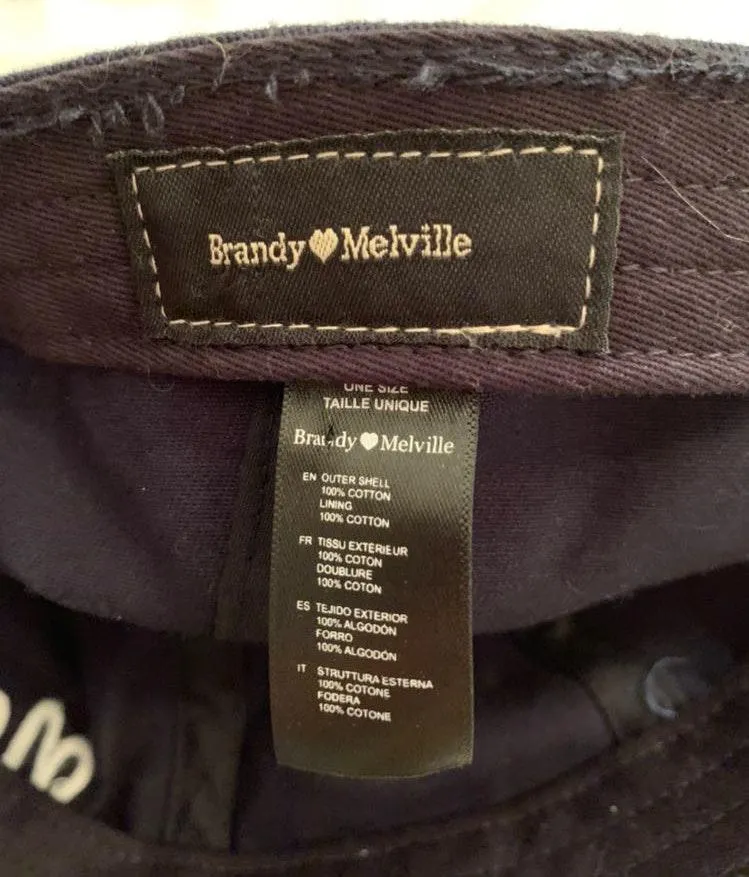 Brandy♥Melville
ONE SIZE
TAILLE UNIQUE
Brandy♥Melville
EN OUTER SHELL
100% COTTON
LINING
100% COTTON
FR TISSU EXTERIEUR
100% COTON
DOUBLURE
100% COTON
ES TEJIDO EXTERIOR
100% ALGODÓN
FORRO
100% ALGODÓN
IT STRUTTURA ESTERNA
100% COTONE
FODERA
100% COTONE